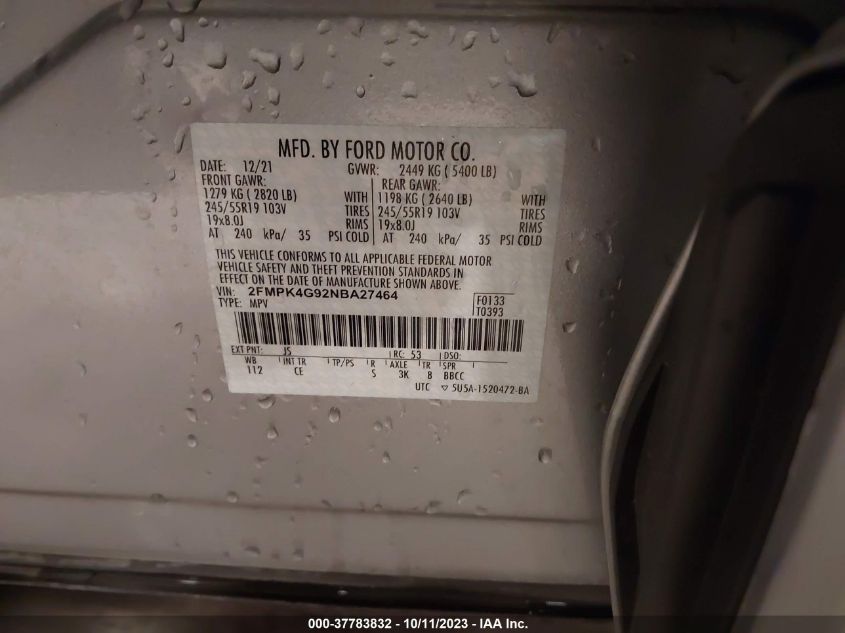 MFD. BY FORD MOTOR CO.
DATE: 12/21 GVWR: 2449 KG ( 5400 LB)
FRONT GAWR: REAR GAWR:
1279 KG ( 2820 LB) WITH 1198 KG ( 2640 LB) WITH
245/55R19 103V TIRES 245/55R19 103V TIRES
19x8.0J RIMS 19x8.0J RIMS
AT 240 kPa/ 35 PSI COLD AT 240 kPa/ 35 PSI COLD
THIS VEHICLE CONFORMS TO ALL APPLICABLE FEDERAL MOTOR
VEHICLE SAFETY AND THEFT PREVENTION STANDARDS IN
EFFECT ON THE DATE OF MANUFACTURE SHOWN ABOVE.
VIN: 2FMPK4G92NBA27464 F0133
TYPE: MPV T0393
EXT PNT: JS RC: 53 DSO:
WB INT TR TP/PS R AXLE TR SPR
112 CE 5 3K 8 BBCC
UTC ▽ 5U5A-1520472-BA
000-37783832 - 10/11/2023 - IAA Inc.